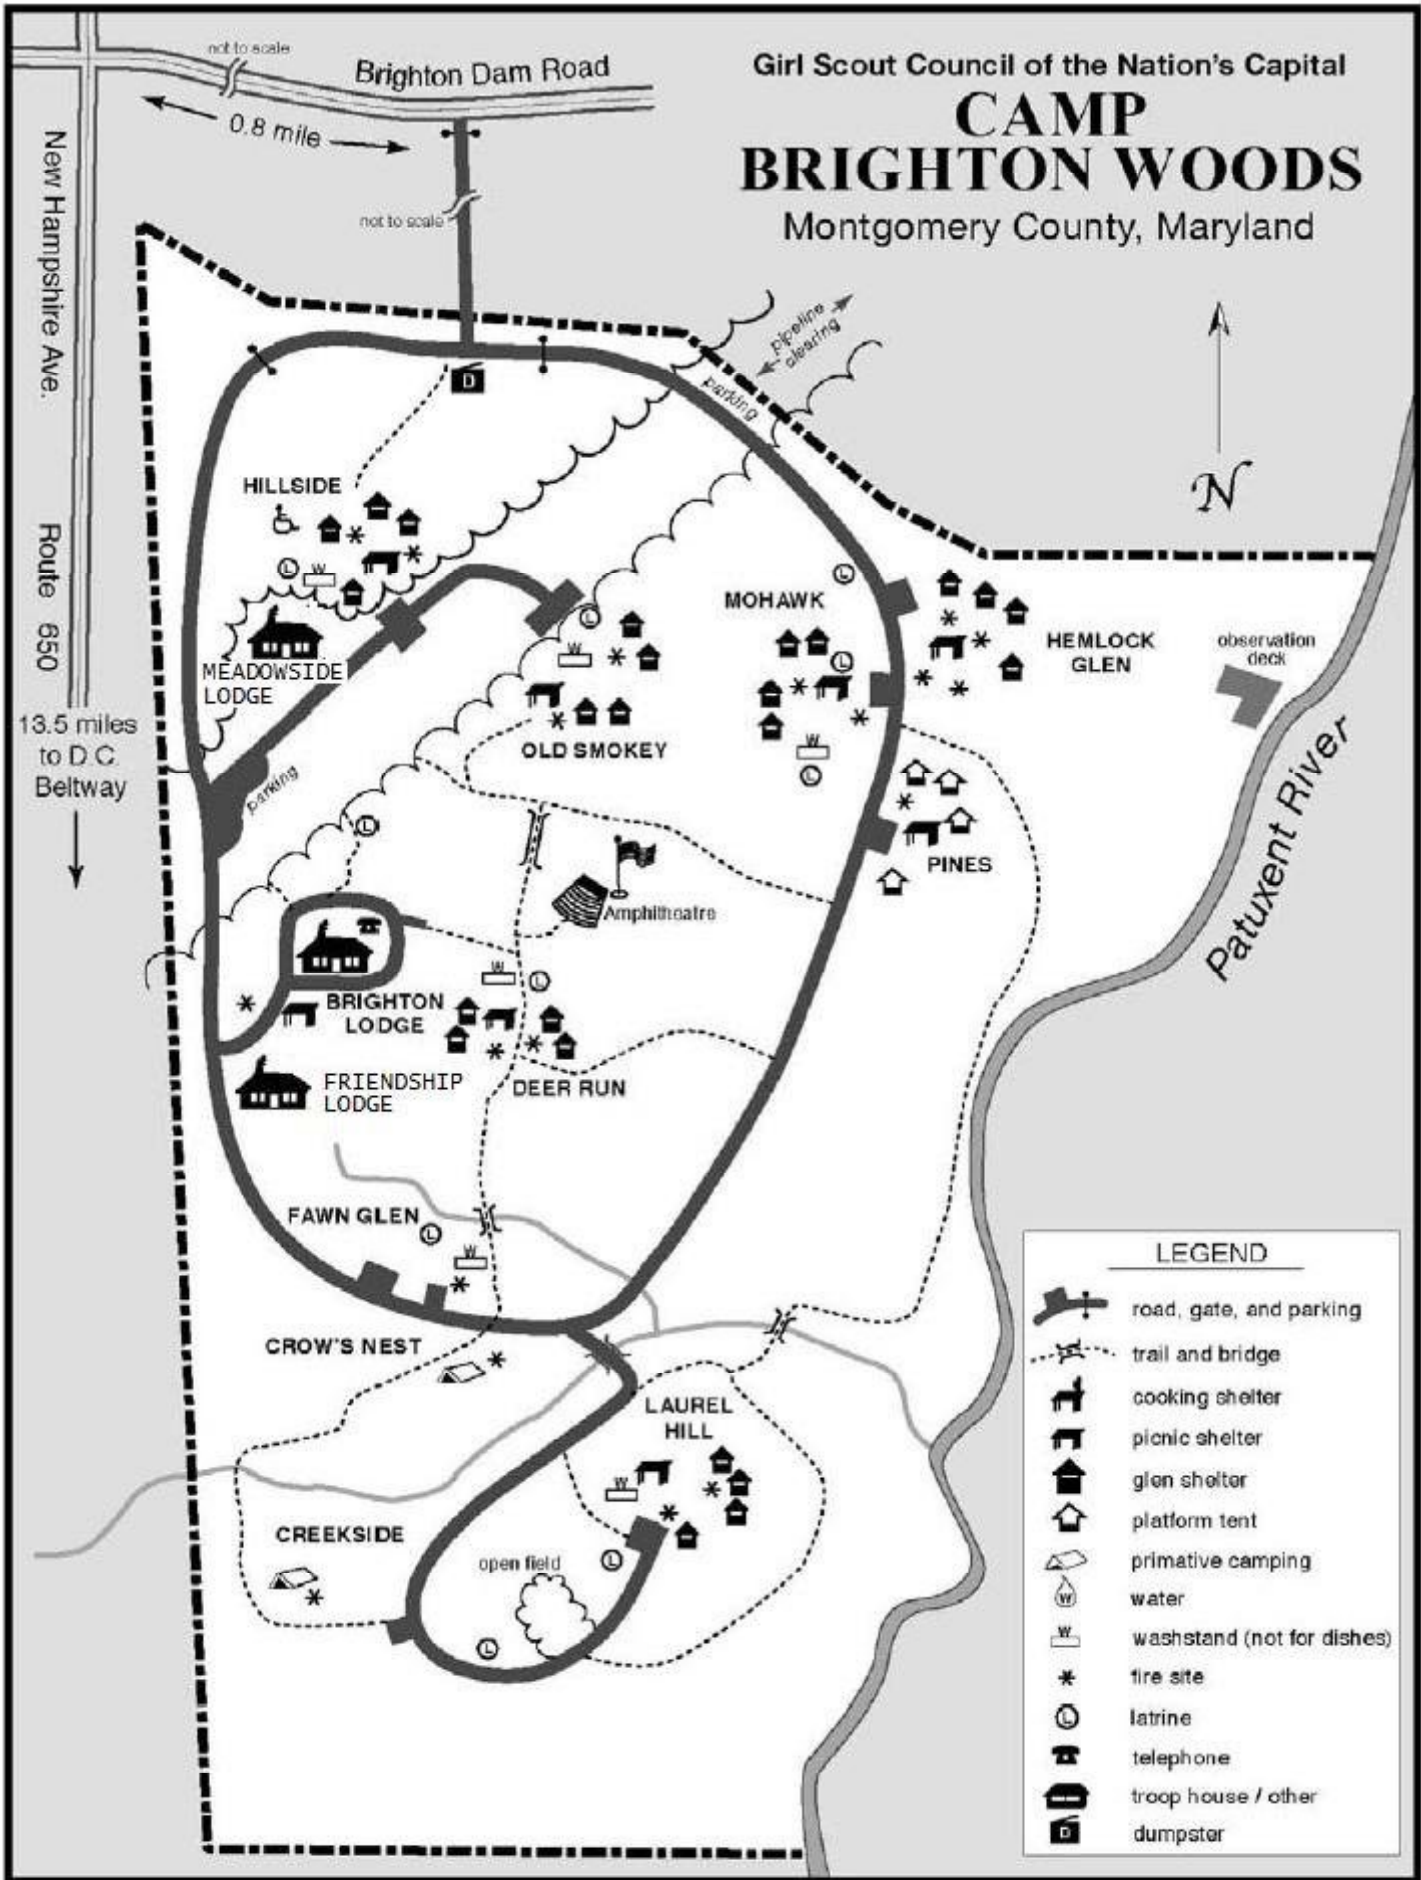 not to scale
Brighton Dam Road
0.8 mile
not to scale
Girl Scout Council of the Nation's Capital
CAMP
BRIGHTON WOODS
Montgomery County, Maryland
New Hampshire Ave.
Route 650
13.5 miles
to D.C.
Beltway
pipeline
clearing
parking
N
D
HILLSIDE
L
W
MEADOWSIDE
LODGE
parking
L
W
OLD SMOKEY
MOHAWK
L
L
W
L
HEMLOCK
GLEN
observation
deck
Patuxent River
PINES
L
Amphitheatre
BRIGHTON
LODGE
W
L
DEER RUN
FRIENDSHIP
LODGE
FAWN GLEN
L
W
CROW'S NEST
LAUREL
HILL
W
L
CREEKSIDE
open field
L
LEGEND
road, gate, and parking
trail and bridge
cooking shelter
picnic shelter
glen shelter
platform tent
primative camping
W water
W washstand (not for dishes)
fire site
L latrine
telephone
troop house / other
D dumpster